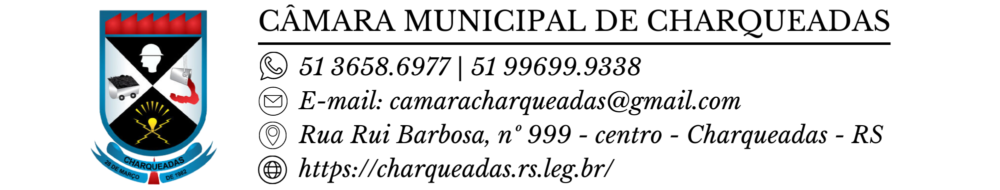 CÂMARA MUNICIPAL DE CHARQUEADAS
51 3658.6977 | 51 99699.9338
E-mail: camaracharqueadas@gmail.com
Rua Rui Barbosa, nº 999 - centro - Charqueadas - RS
https://charqueadas.rs.leg.br/
CHARQUEADAS
28 DE MARÇO DE 1982